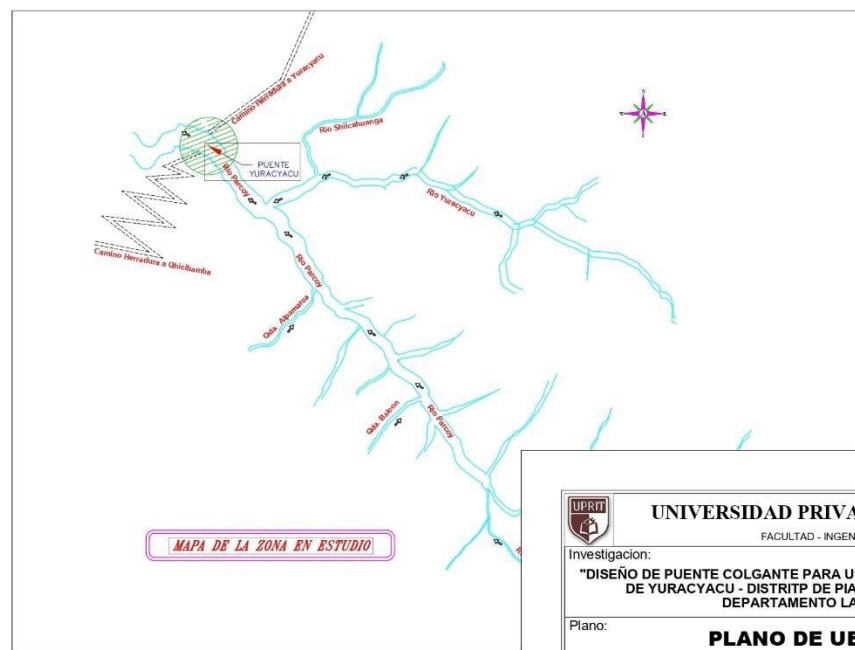 N
Camino Herradura a Yuracyacu
Rio Shilcahuanga
PUENTE
YURACYACU
Rio Parcoy
Rio Yuracyacu
Camino Herradura a Qhicibamba
Rio Parcoy
Qda. Alpamarca
Qda. Balcon
Rio Parcoy
MAPA DE LA ZONA EN ESTUDIO
UPRIT
UNIVERSIDAD PRIVA
FACULTAD - INGEN
Investigacion:
"DISEÑO DE PUENTE COLGANTE PARA U
DE YURACYACU - DISTRITP DE PIA
DEPARTAMENTO LA
Plano:
PLANO DE UB